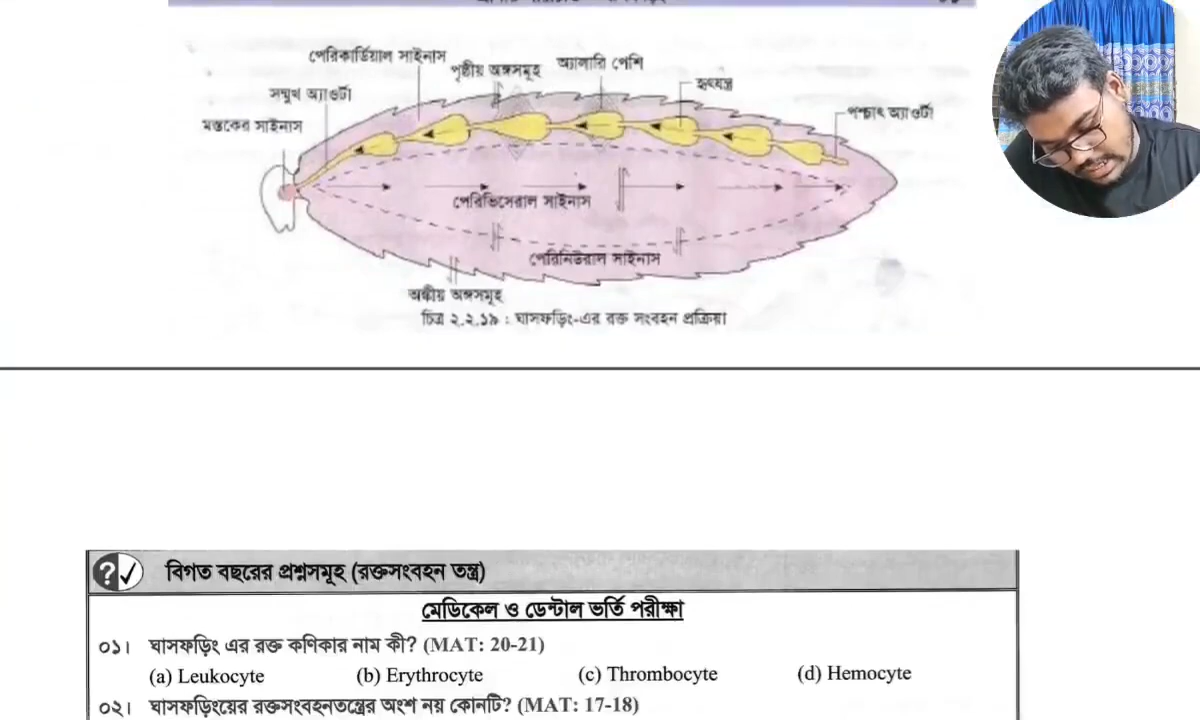 পেরিকার্ডিয়াল সাইনাস
পৃষ্ঠীয় অঙ্গসমূহ
অ্যালারি পেশি
হৃৎযন্ত্র
সম্মুখ অ্যাওর্টা
পশ্চাৎ অ্যাওর্টা
মস্তকের সাইনাস
পেরিভিসেরাল সাইনাস
পেরিনিউরাল সাইনাস
অঙ্কীয় অঙ্গসমূহ
চিত্র ২.২.১৯ : ঘাসফড়িং-এর রক্ত সংবহন প্রক্রিয়া
বিগত বছরের প্রশ্নসমূহ (রক্তসংবহন তন্ত্র)
মেডিকেল ও ডেন্টাল ভর্তি পরীক্ষা
০১। ঘাসফড়িং এর রক্ত কণিকার নাম কী? (MAT: 20-21)
(a) Leukocyte (b) Erythrocyte (c) Thrombocyte (d) Hemocyte
০২। ঘাসফড়িংয়ের রক্তসংবহনতন্ত্রের অংশ নয় কোনটি? (MAT: 17-18)